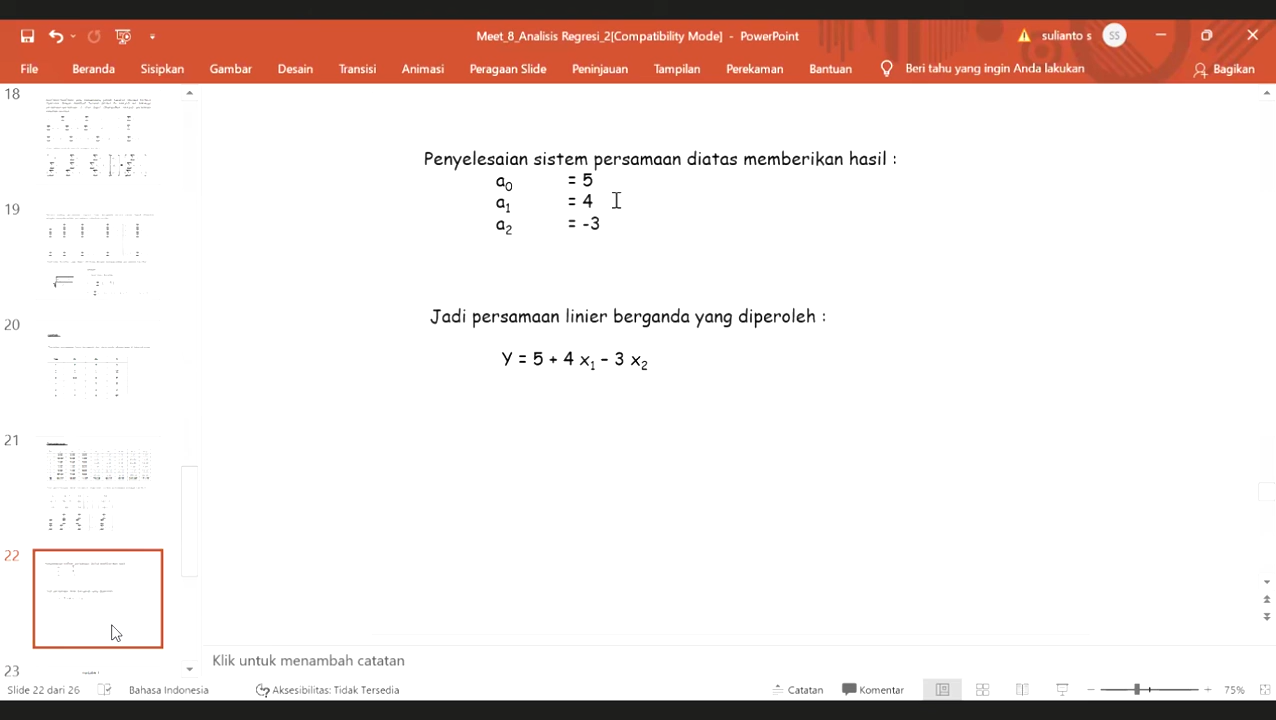 Meet_8_Analisis Regresi_2[Compatibility Mode] - PowerPoint
sulianto s
SS
File Beranda Sisipkan Gambar Desain Transisi Animasi Peragaan Slide Peninjauan Tampilan Perekaman Bantuan Beri tahu yang ingin Anda lakukan Bagikan
18
19
20
21
22
23
Penyelesaian sistem persamaan diatas memberikan hasil :
a0 = 5
a1 = 4
a2 = -3
Jadi persamaan linier berganda yang diperoleh :
Y = 5 + 4 x1 – 3 x2
Klik untuk menambah catatan
Slide 22 dari 26 Bahasa Indonesia Aksesibilitas: Tidak Tersedia Catatan Komentar 75%